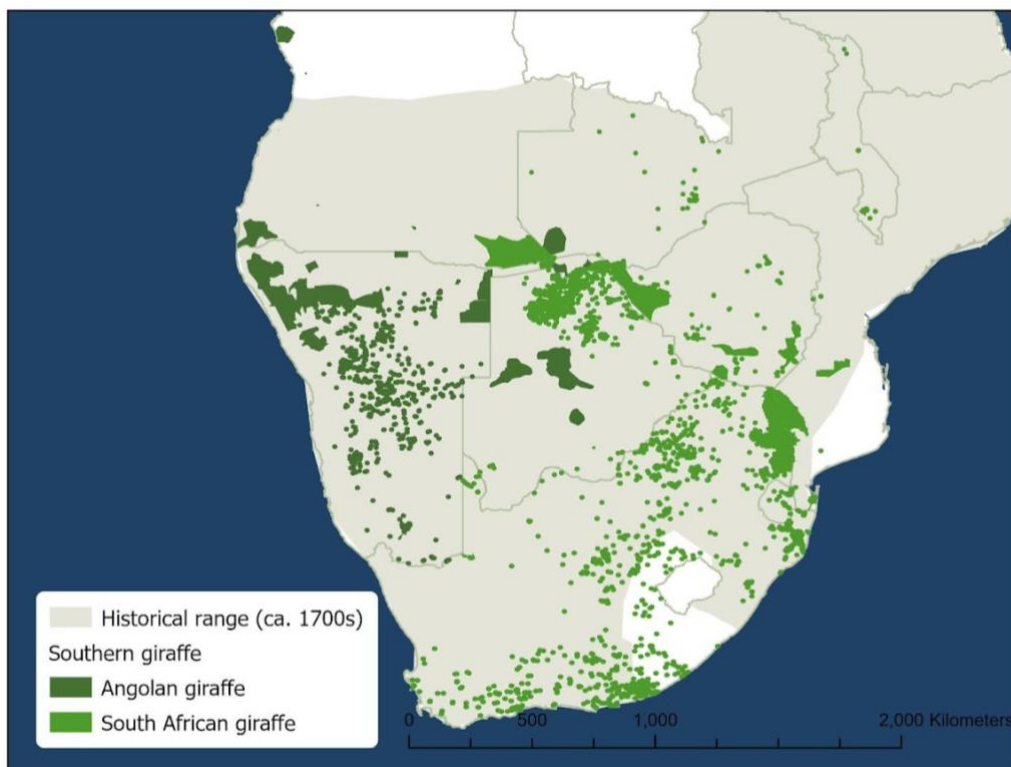 Historical range (ca. 1700s)
Southern giraffe
Angolan giraffe
South African giraffe
0 500 1,000 2,000 Kilometers